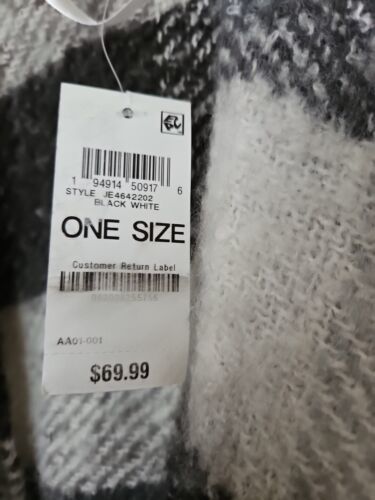 1 94914 50917 6
STYLE JE4642202
BLACK WHITE
ONE SIZE
Customer Return Label
AA01-001
$69.99